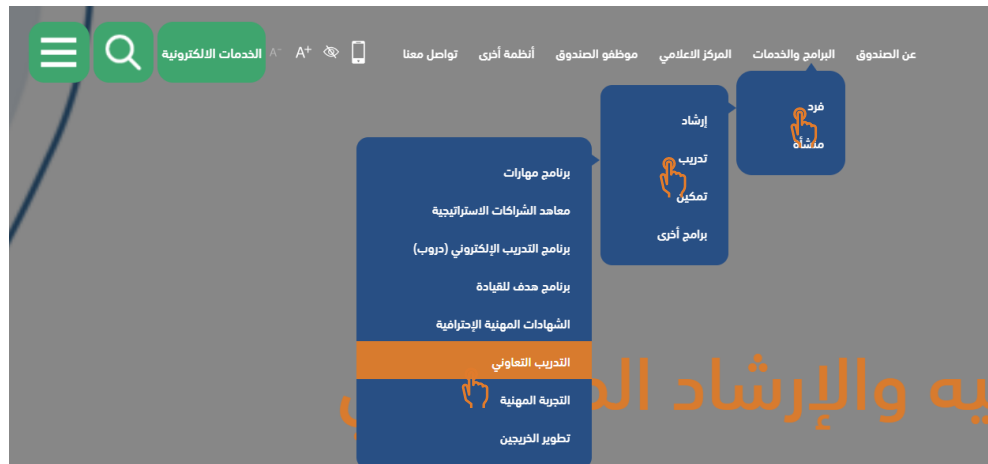 عن الصندوق
البرامج والخدمات
المركز الاعلامي
موظفو الصندوق
أنظمة أخرى
تواصل معنا
A⁺
A⁻
الخدمات الالكترونية
فرد
منشأة
إرشاد
تدريب
تمكين
برامج أخرى
برنامج مهارات
معاهد الشراكات الاستراتيجية
برنامج التدريب الإلكتروني (دروب)
برنامج هدف للقيادة
الشهادات المهنية الإحترافية
التدريب التعاوني
التجربة المهنية
تطوير الخريجين
يه والإرشاد